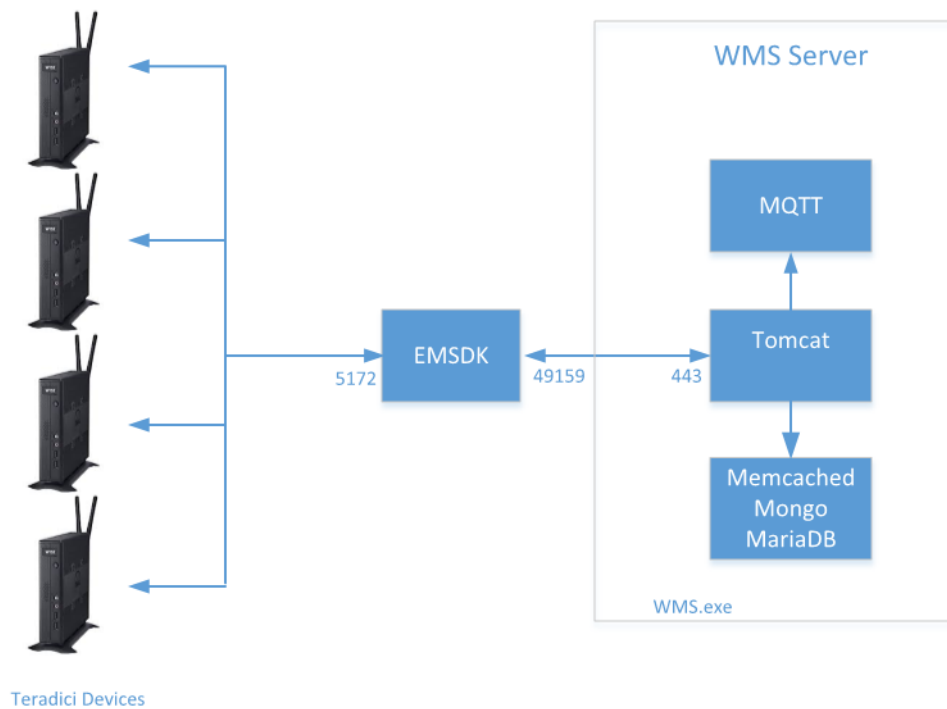 WMS Server
MQTT
Tomcat
EMSDK
5172
49159
443
Memcached
Mongo
MariaDB
WMS.exe
Teradici Devices